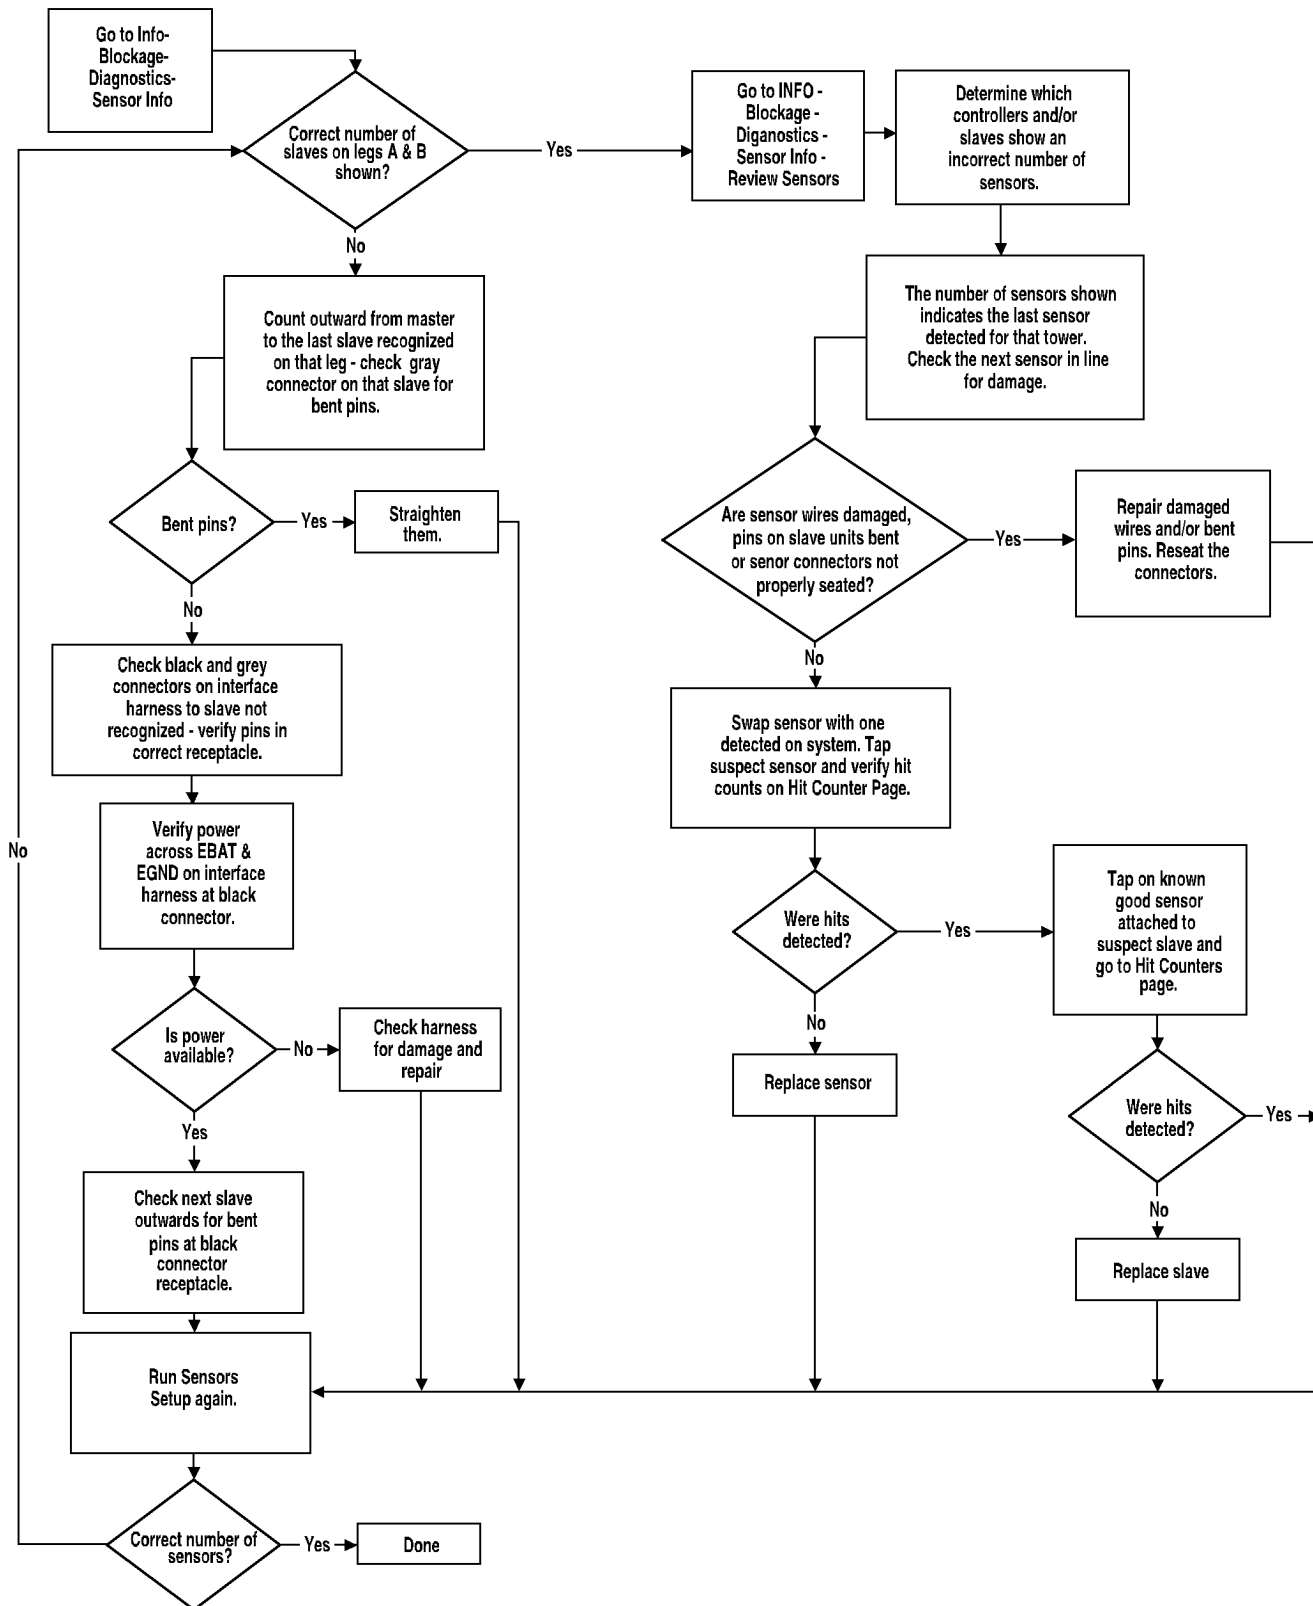 Go to Info-
Blockage-
Diagnostics-
Sensor Info
Correct number of
slaves on legs A & B
shown?
Yes
Go to INFO -
Blockage -
Diganostics -
Sensor Info -
Review Sensors
Determine which
controllers and/or
slaves show an
incorrect number of
sensors.
No
Count outward from master
to the last slave recognized
on that leg - check gray
connector on that slave for
bent pins.
The number of sensors shown
indicates the last sensor
detected for that tower.
Check the next sensor in line
for damage.
Bent pins?
Yes
Straighten
them.
Are sensor wires damaged,
pins on slave units bent
or senor connectors not
properly seated?
Yes
Repair damaged
wires and/or bent
pins. Reseat the
connectors.
No
Check black and grey
connectors on interface
harness to slave not
recognized - verify pins in
correct receptacle.
No
Swap sensor with one
detected on system. Tap
suspect sensor and verify hit
counts on Hit Counter Page.
Verify power
across EBAT &
EGND on interface
harness at black
connector.
No
Were hits
detected?
Yes
Tap on known
good sensor
attached to
suspect slave and
go to Hit Counters
page.
Is power
available?
No
Check harness
for damage and
repair
No
Replace sensor
Were hits
detected?
Yes
Yes
Check next slave
outwards for bent
pins at black
connector
receptacle.
No
Replace slave
Run Sensors
Setup again.
Correct number of
sensors?
Yes
Done